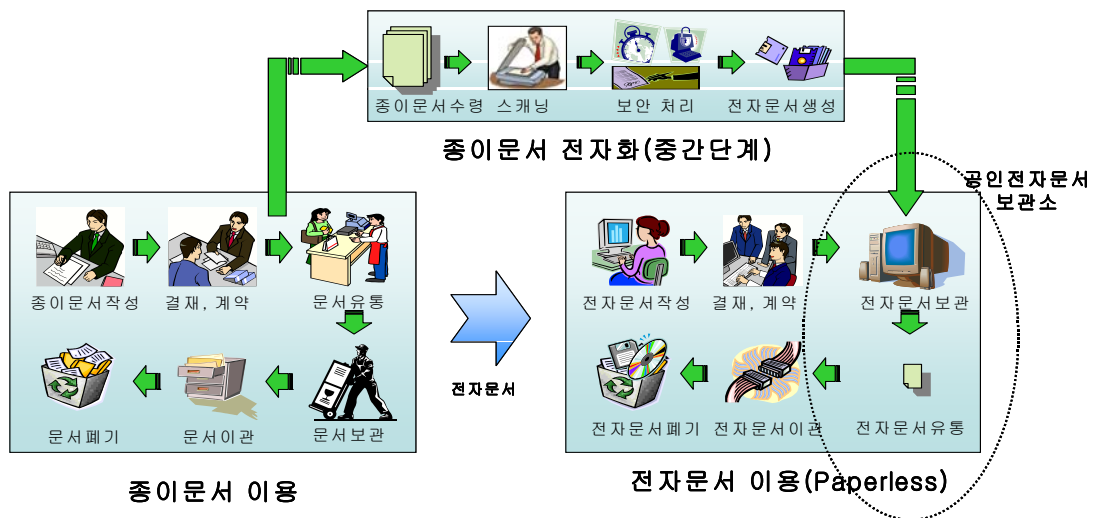 종이문서수령 스캐닝 보안 처리 전자문서생성
종이문서 전자화(중간단계)
공인전자문서
보관소
종이문서작성 결재, 계약 문서유통
문서폐기 문서이관 문서보관
종이문서 이용
전자문서
전자문서작성 결재, 계약 전자문서보관
전자문서폐기 전자문서이관 전자문서유통
전자문서 이용(Paperless)